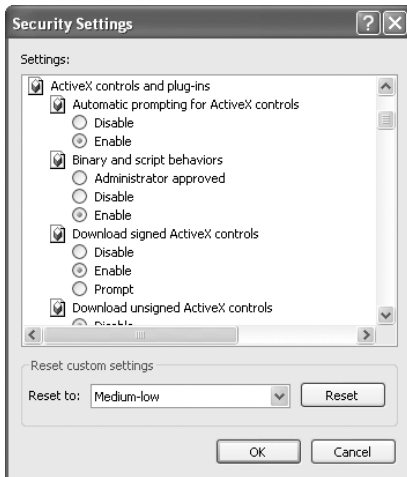 Security Settings
Settings:
ActiveX controls and plug-ins
Automatic prompting for ActiveX controls
Disable
Enable
Binary and script behaviors
Administrator approved
Disable
Enable
Download signed ActiveX controls
Disable
Enable
Prompt
Download unsigned ActiveX controls
Disable
Reset custom settings
Reset to: Medium-low Reset
OK Cancel